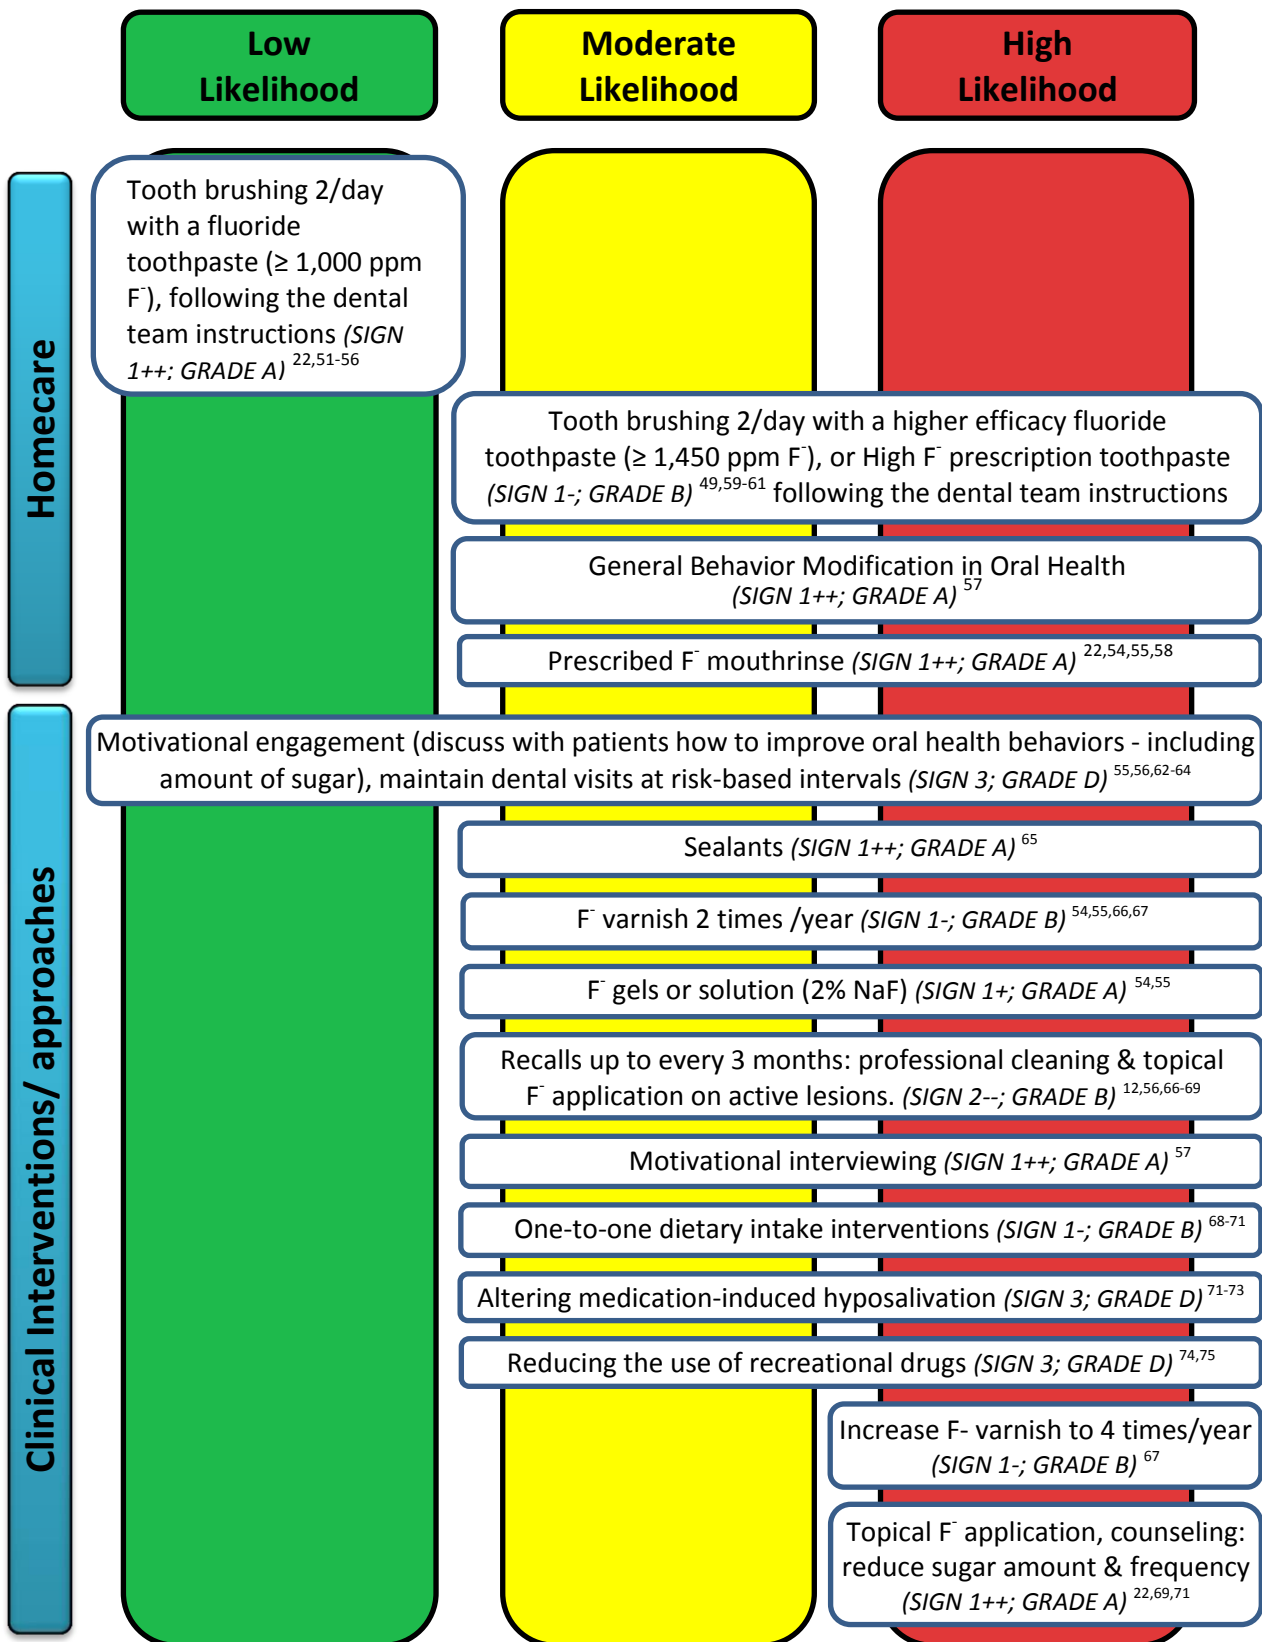 Low
Likelihood
Moderate
Likelihood
High
Likelihood
Homecare
Tooth brushing 2/day
with a fluoride
toothpaste (≥ 1,000 ppm
F⁻), following the dental
team instructions (SIGN
1++; GRADE A) 22,51-56
Tooth brushing 2/day with a higher efficacy fluoride
toothpaste (≥ 1,450 ppm F⁻), or High F⁻ prescription toothpaste
(SIGN 1-; GRADE B) 49,59-61 following the dental team instructions
General Behavior Modification in Oral Health
(SIGN 1++; GRADE A) 57
Prescribed F⁻ mouthrinse (SIGN 1++; GRADE A) 22,54,55,58
Clinical Interventions/ approaches
Motivational engagement (discuss with patients how to improve oral health behaviors - including
amount of sugar), maintain dental visits at risk-based intervals (SIGN 3; GRADE D) 55,56,62-64
Sealants (SIGN 1++; GRADE A) 65
F⁻ varnish 2 times /year (SIGN 1-; GRADE B) 54,55,66,67
F⁻ gels or solution (2% NaF) (SIGN 1+; GRADE A) 54,55
Recalls up to every 3 months: professional cleaning & topical
F⁻ application on active lesions. (SIGN 2--; GRADE B) 12,56,66-69
Motivational interviewing (SIGN 1++; GRADE A) 57
One-to-one dietary intake interventions (SIGN 1-; GRADE B) 68-71
Altering medication-induced hyposalivation (SIGN 3; GRADE D) 71-73
Reducing the use of recreational drugs (SIGN 3; GRADE D) 74,75
Increase F- varnish to 4 times/year
(SIGN 1-; GRADE B) 67
Topical F⁻ application, counseling:
reduce sugar amount & frequency
(SIGN 1++; GRADE A) 22,69,71